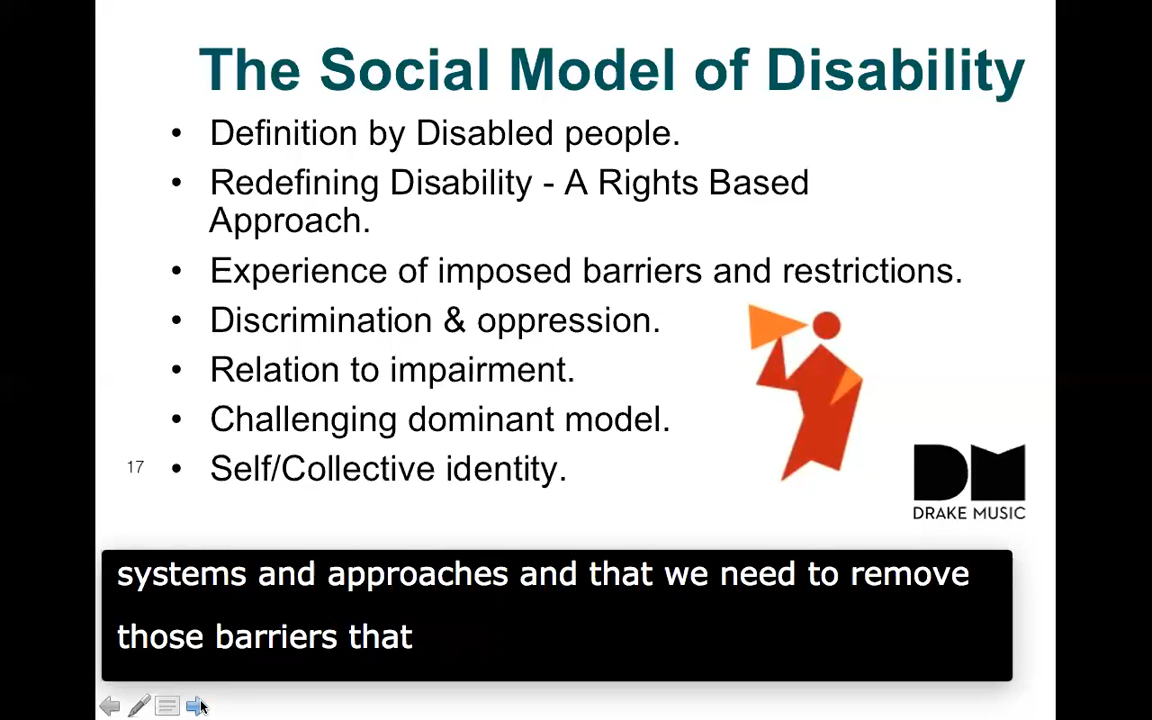 The Social Model of Disability
• Definition by Disabled people.
• Redefining Disability - A Rights Based
Approach.
• Experience of imposed barriers and restrictions.
• Discrimination & oppression.
• Relation to impairment.
• Challenging dominant model.
17 • Self/Collective identity.
DM
DRAKE MUSIC
systems and approaches and that we need to remove
those barriers that